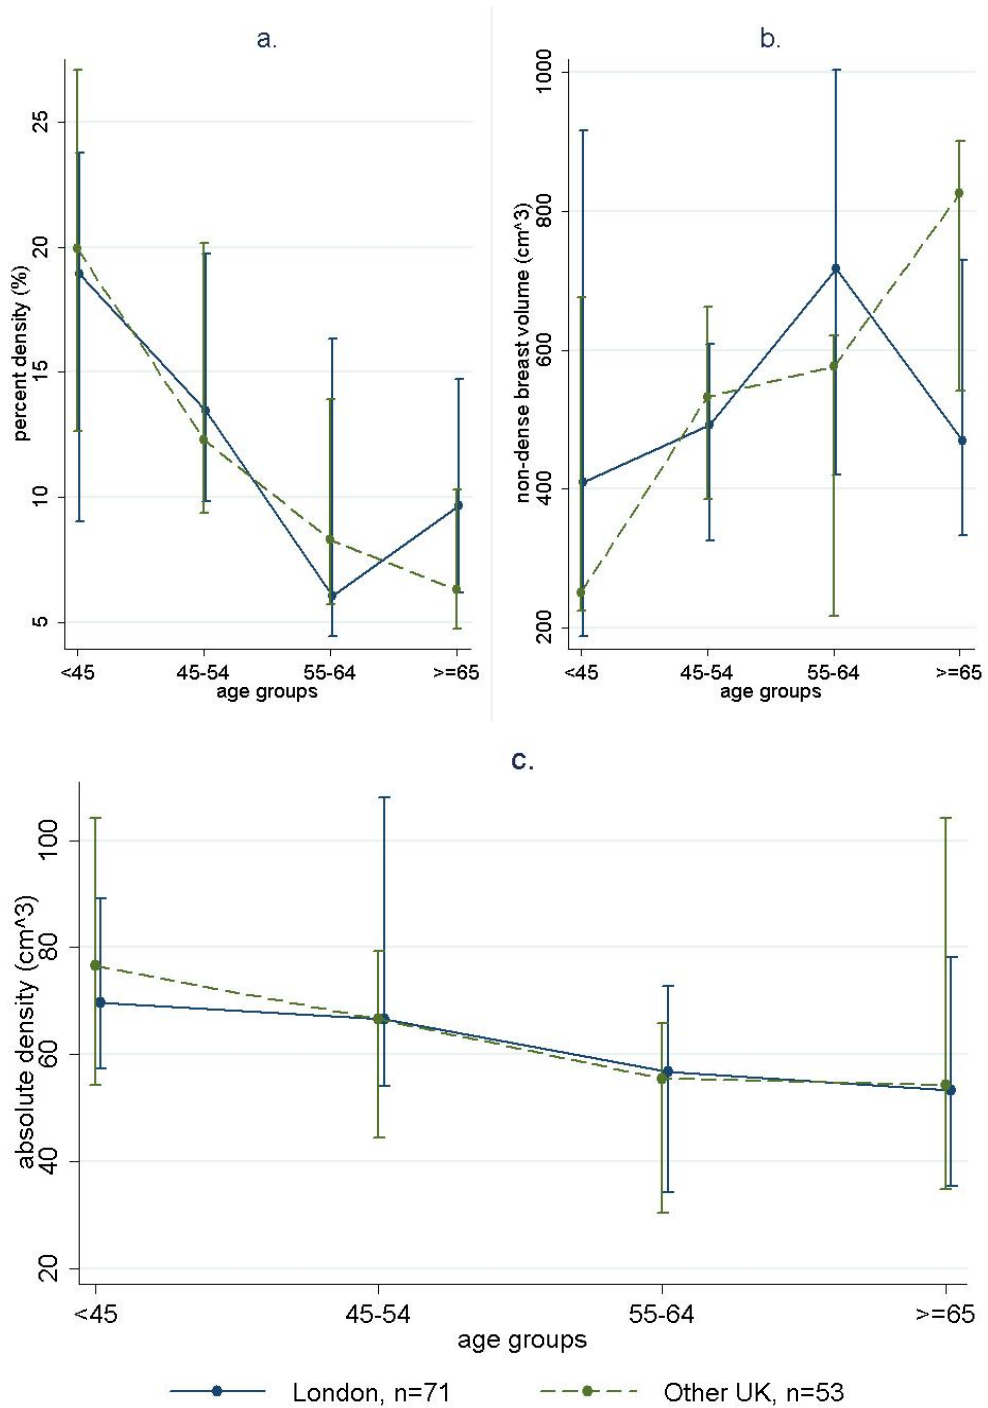 a.
percent density (%)
25
20
15
10
5
<45 45-54 55-64 >=65
age groups
b.
non-dense breast volume (cm^3)
1000
800
600
400
200
<45 45-54 55-64 >=65
age groups
c.
absolute density (cm^3)
100
80
60
40
20
<45 45-54 55-64 >=65
age groups
London, n=71 Other UK, n=53